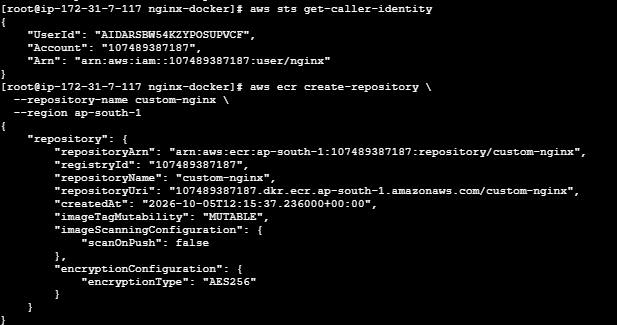 [root@ip-172-31-7-117 nginx-docker]# aws sts get-caller-identity
{
    "UserId": "AIDARSBW54KZYPOSUPVCF",
    "Account": "107489387187",
    "Arn": "arn:aws:iam::107489387187:user/nginx"
}
[root@ip-172-31-7-117 nginx-docker]# aws ecr create-repository \
  --repository-name custom-nginx \
  --region ap-south-1
{
    "repository": {
        "repositoryArn": "arn:aws:ecr:ap-south-1:107489387187:repository/custom-nginx",
        "registryId": "107489387187",
        "repositoryName": "custom-nginx",
        "repositoryUri": "107489387187.dkr.ecr.ap-south-1.amazonaws.com/custom-nginx",
        "createdAt": "2026-10-05T12:15:37.236000+00:00",
        "imageTagMutability": "MUTABLE",
        "imageScanningConfiguration": {
            "scanOnPush": false
        },
        "encryptionConfiguration": {
            "encryptionType": "AES256"
        }
    }
}